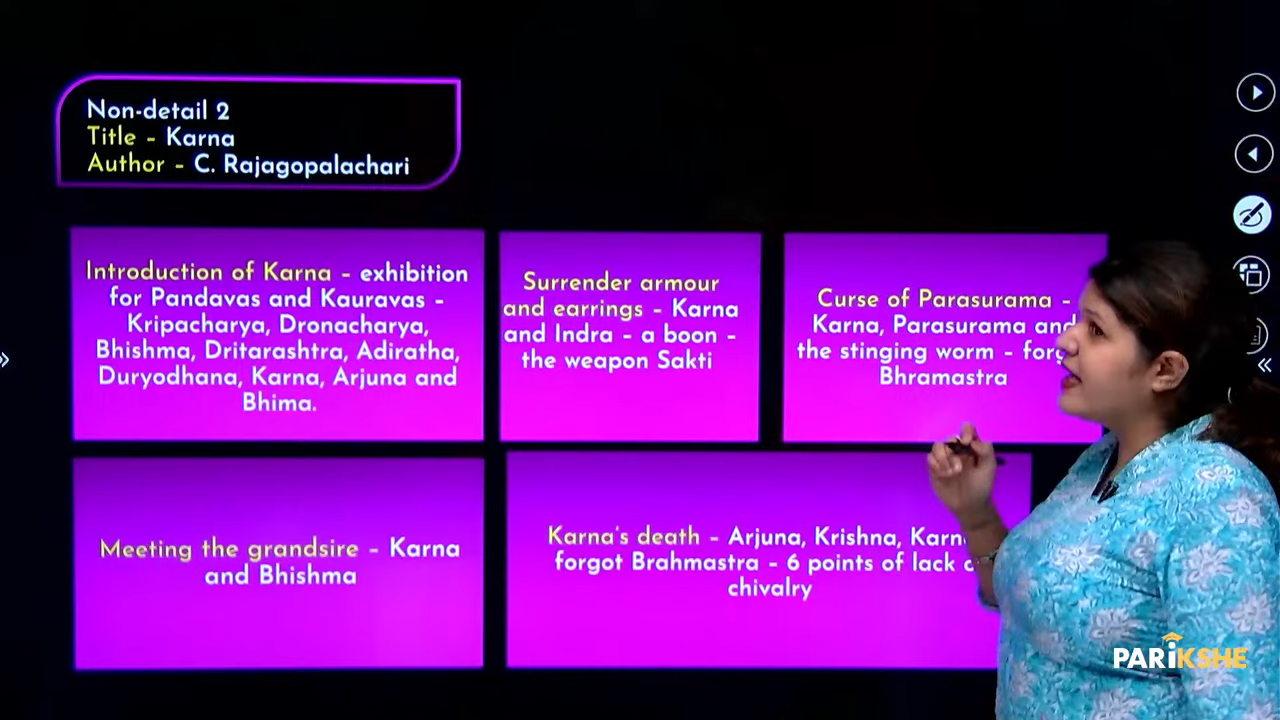 Non-detail 2
Title – Karna
Author – C. Rajagopalachari
Introduction of Karna – exhibition
for Pandavas and Kauravas –
Kripacharya, Dronacharya,
Bhishma, Dritarashtra, Adiratha,
Duryodhana, Karna, Arjuna and
Bhima.
Surrender armour
and earrings – Karna
and Indra – a boon –
the weapon Sakti
Curse of Parasurama –
Karna, Parasurama and
the stinging worm –
Bhramastra
Meeting the grandsire – Karna
and Bhishma
Karna's death – Arjuna, Krishna,
forgot Brahmastra – 6 points of lack
chivalry
PARIKSHE